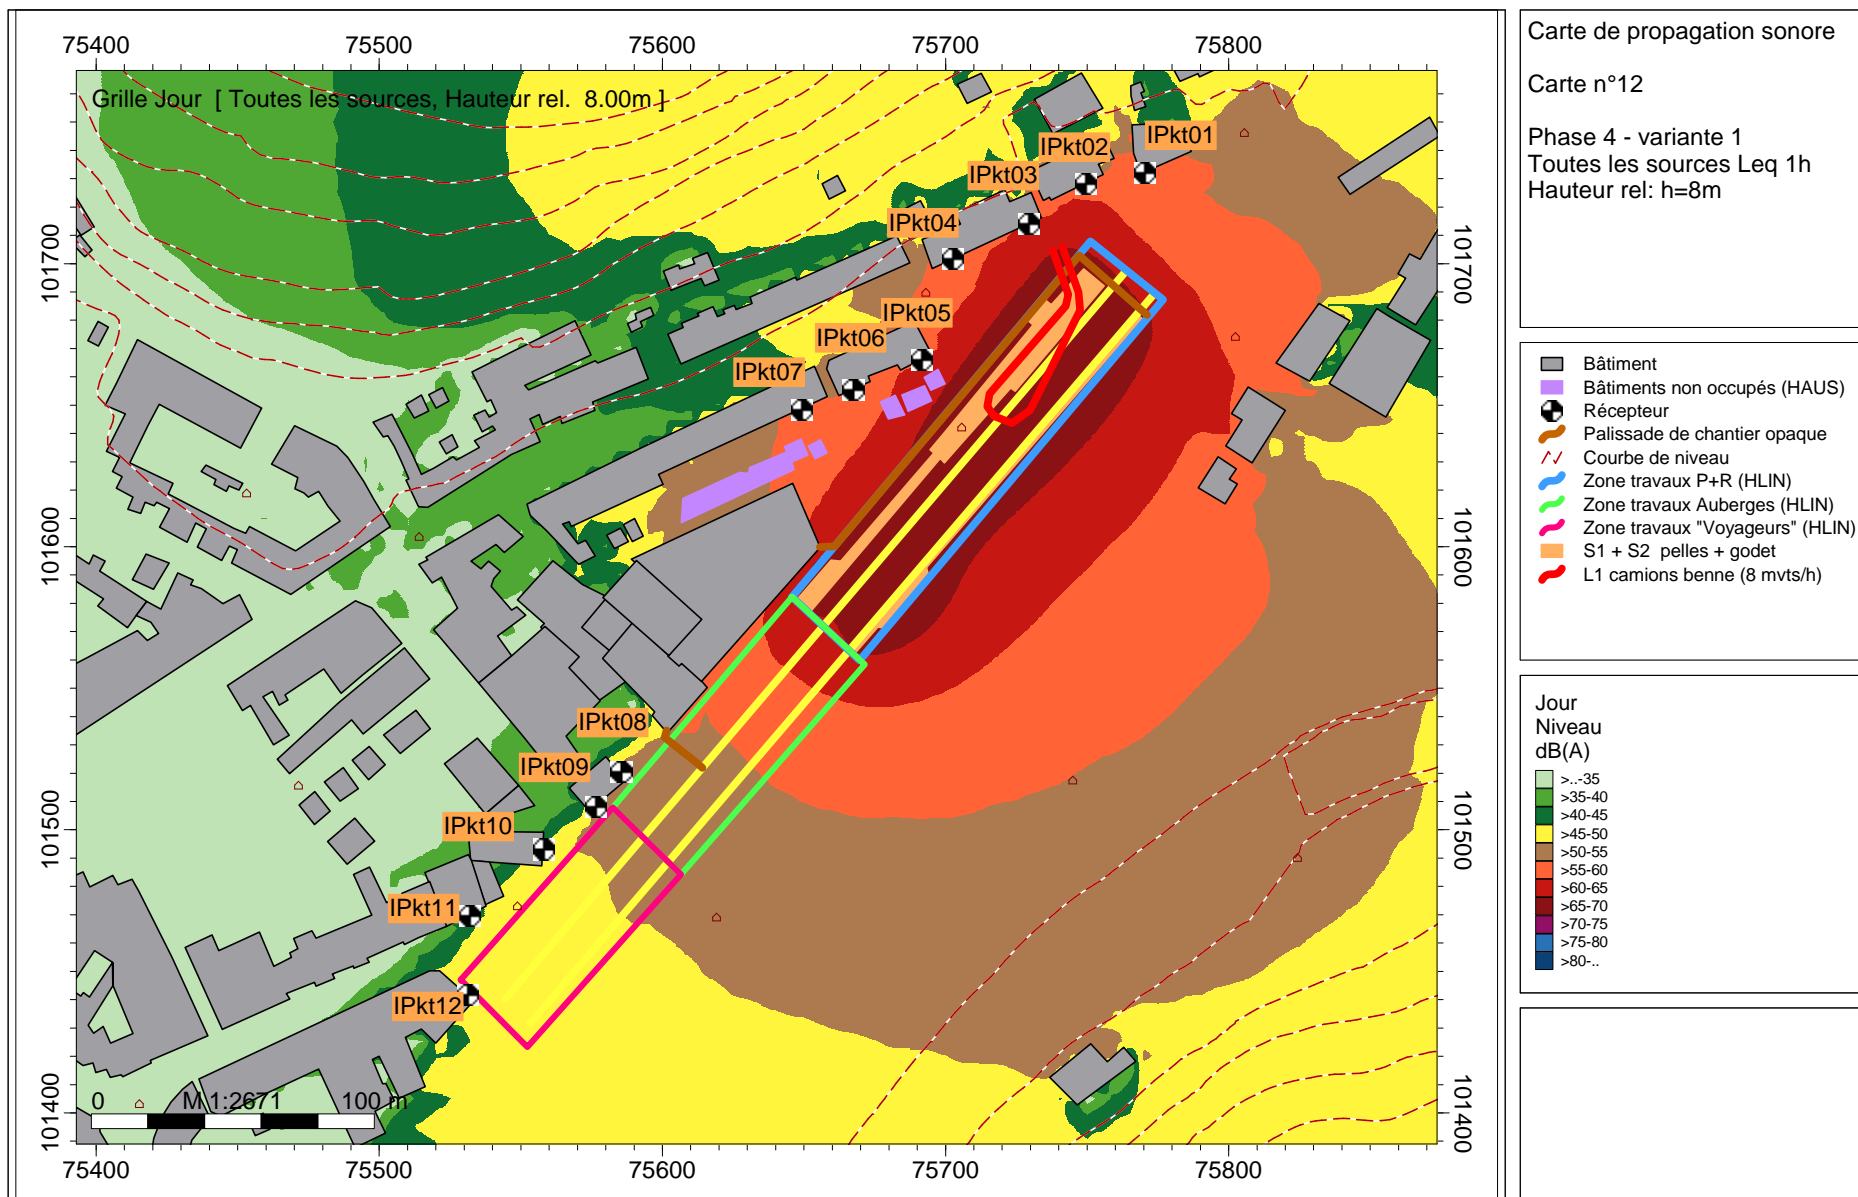 75400 75500 75600 75700 75800
Grille Jour [ Toutes les sources, Hauteur rel. 8.00m ]
IPkt01
IPkt02
IPkt03
IPkt04
IPkt05
IPkt06
IPkt07
IPkt08
IPkt09
IPkt10
IPkt11
IPkt12
101700
101600
101500
101400
101700
101600
101500
101400
0 M 1:2671 100 m
75400 75500 75600 75700 75800
Carte de propagation sonore
Carte n°12
Phase 4 - variante 1
Toutes les sources Leq 1h
Hauteur rel: h=8m
Bâtiment
Bâtiments non occupés (HAUS)
Récepteur
Palissade de chantier opaque
Courbe de niveau
Zone travaux P+R (HLIN)
Zone travaux Auberges (HLIN)
Zone travaux "Voyageurs" (HLIN)
S1 + S2 pelles + godet
L1 camions benne (8 mvts/h)
Jour
Niveau
dB(A)
>..-35
>35-40
>40-45
>45-50
>50-55
>55-60
>60-65
>65-70
>70-75
>75-80
>80-..